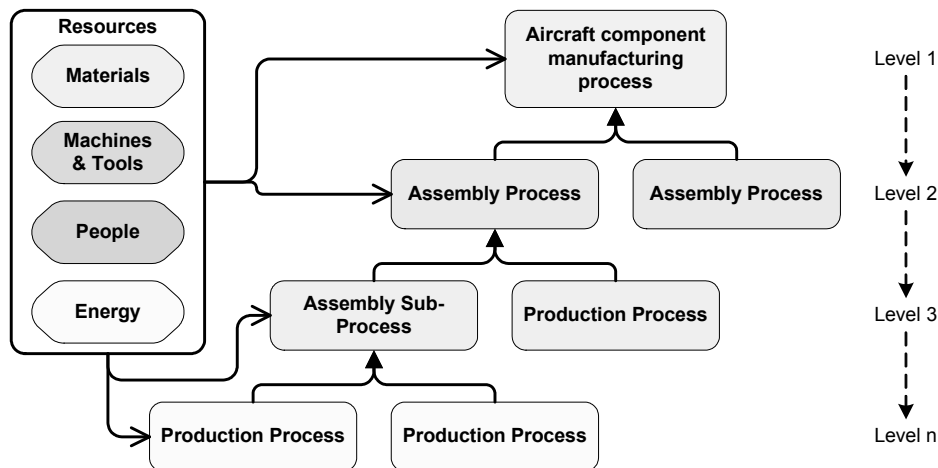 Resources
Materials
Machines
& Tools
People
Energy
Aircraft component
manufacturing
process
Level 1
Assembly Process
Assembly Process
Level 2
Assembly Sub-
Process
Production Process
Level 3
Production Process
Production Process
Level n